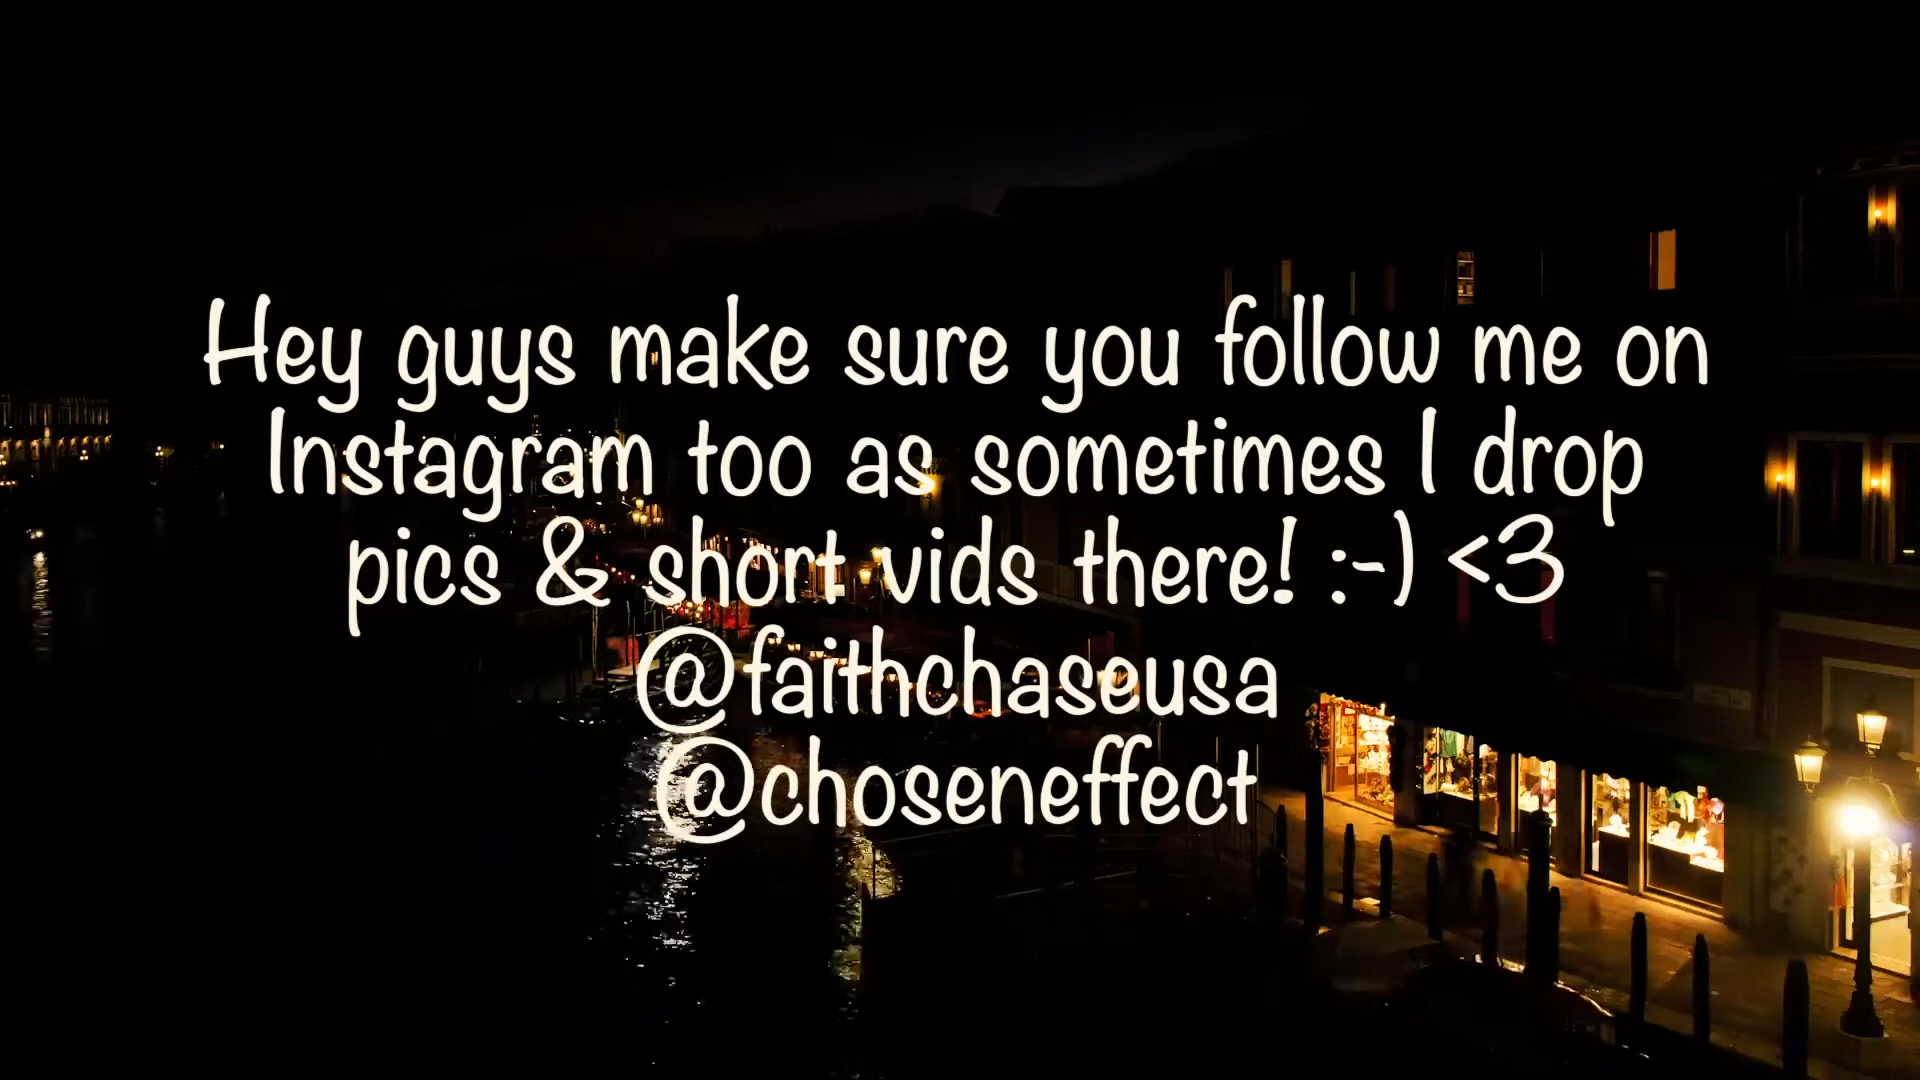 Hey guys make sure you follow me on
Instagram too as sometimes I drop
pics & short vids there! :-) <3
@faithchaseusa
@choseneffect